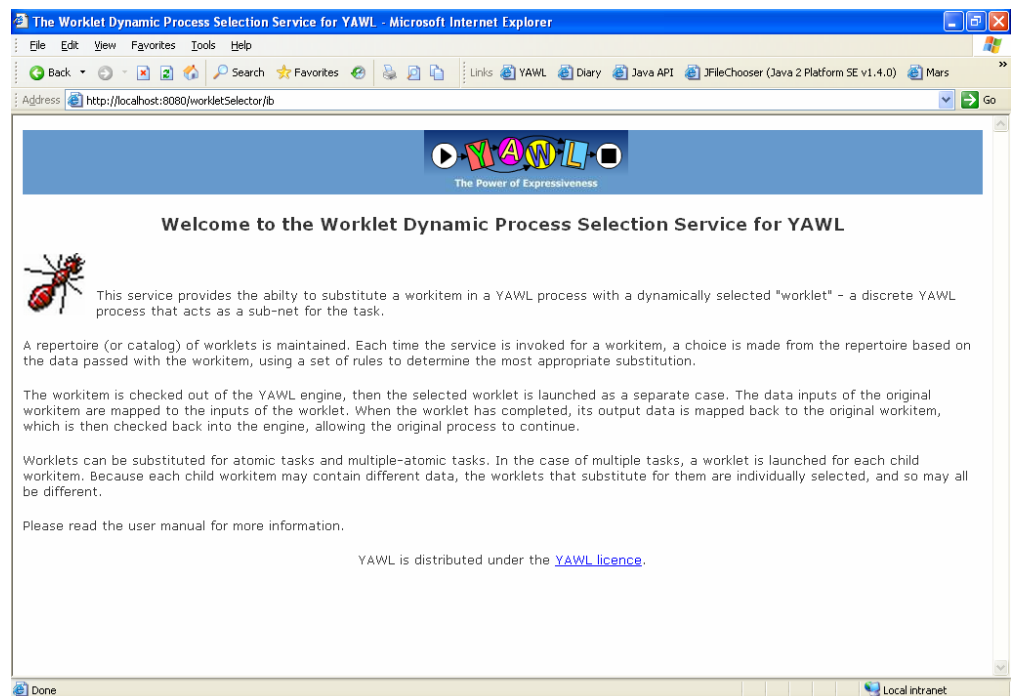 The Worklet Dynamic Process Selection Service for YAWL - Microsoft Internet Explorer
File Edit View Favorites Tools Help
Back Search Favorites Links YAWL Diary Java API JFileChooser (Java 2 Platform SE v1.4.0) Mars »
Address http://localhost:8080/workletSelector/ib Go
YAWL
The Power of Expressiveness
Welcome to the Worklet Dynamic Process Selection Service for YAWL
This service provides the abilty to substitute a workitem in a YAWL process with a dynamically selected "worklet" - a discrete YAWL
process that acts as a sub-net for the task.
A repertoire (or catalog) of worklets is maintained. Each time the service is invoked for a workitem, a choice is made from the repertoire based on
the data passed with the workitem, using a set of rules to determine the most appropriate substitution.
The workitem is checked out of the YAWL engine, then the selected worklet is launched as a separate case. The data inputs of the original
workitem are mapped to the inputs of the worklet. When the worklet has completed, its output data is mapped back to the original workitem,
which is then checked back into the engine, allowing the original process to continue.
Worklets can be substituted for atomic tasks and multiple-atomic tasks. In the case of multiple tasks, a worklet is launched for each child
workitem. Because each child workitem may contain different data, the worklets that substitute for them are individually selected, and so may all
be different.
Please read the user manual for more information.
YAWL is distributed under the YAWL licence.
Done Local intranet